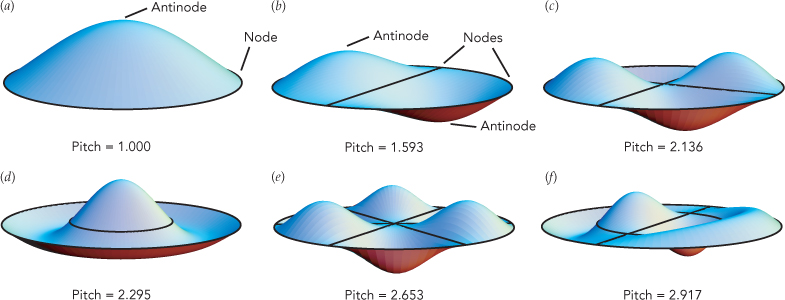 (a)
Antinode
Node
Pitch = 1.000
(b)
Antinode
Nodes
Antinode
Pitch = 1.593
(c)
Pitch = 2.136
(d)
Pitch = 2.295
(e)
Pitch = 2.653
(f)
Pitch = 2.917